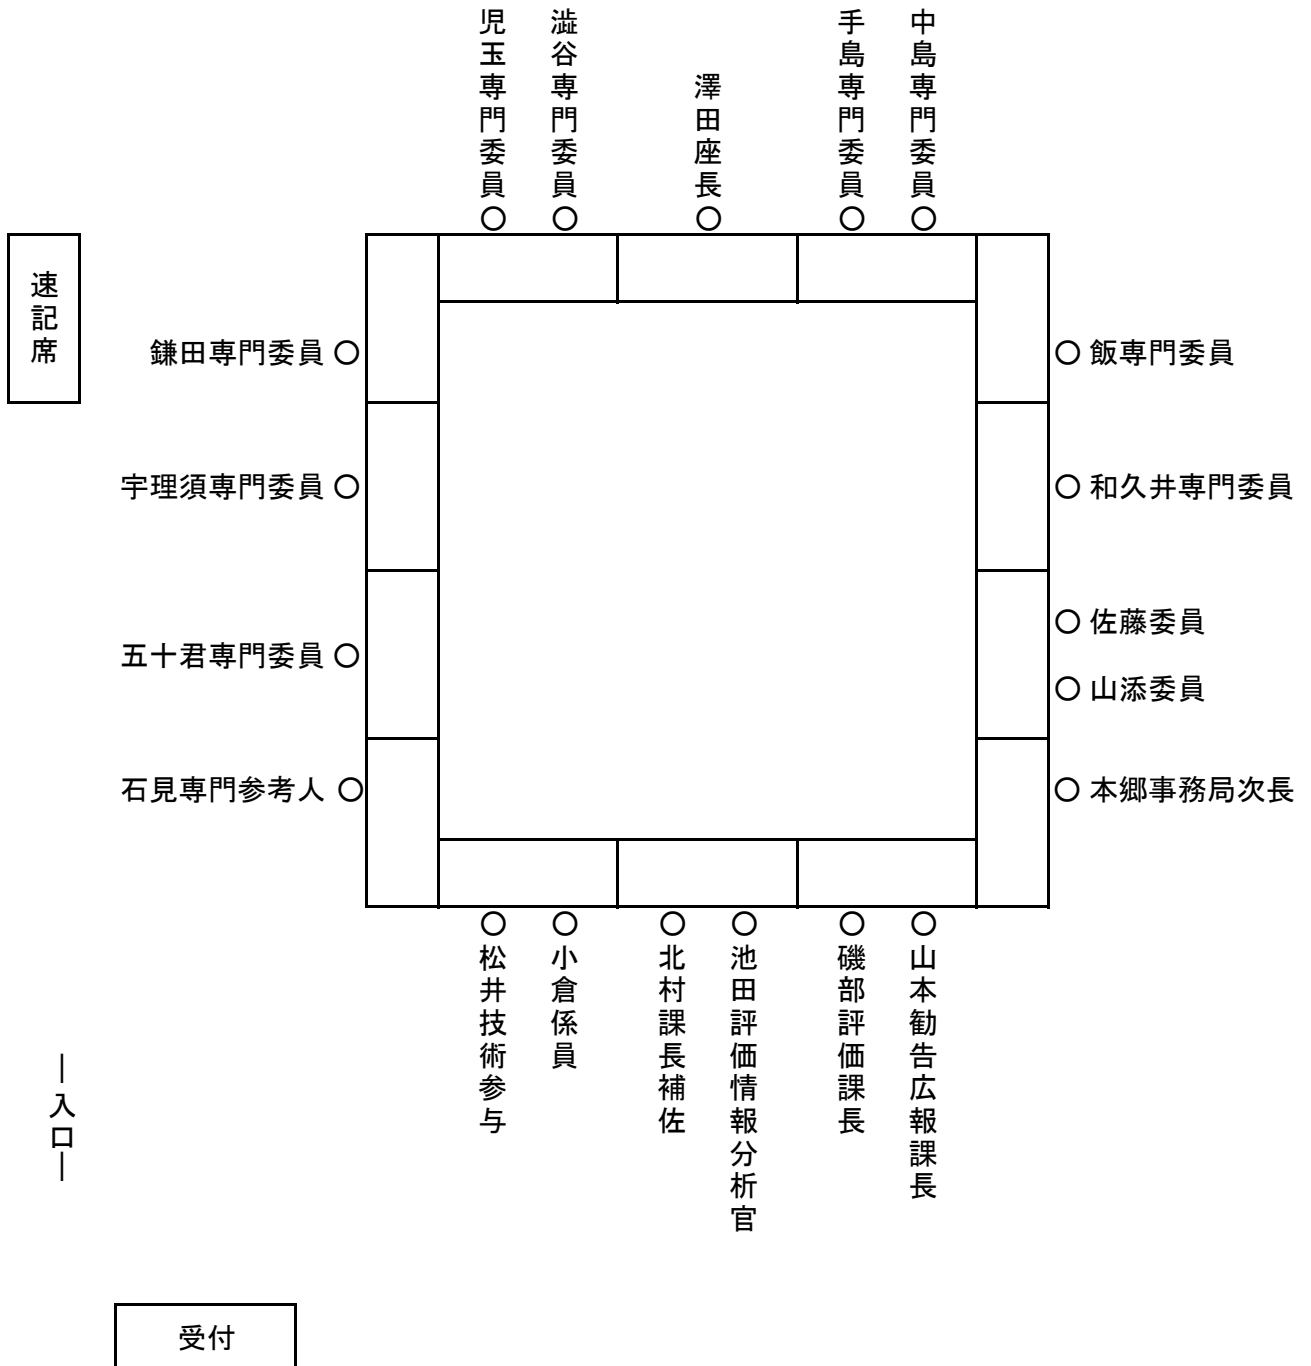 児玉専門委員○
澁谷専門委員○
澤田座長○
手島専門委員○
中島専門委員○
速記席
鎌田専門委員○
宇理須専門委員○
五十君専門委員○
石見専門参考人○
○飯専門委員
○和久井専門委員
○佐藤委員
○山添委員
○本郷事務局次長
○松井技術参与
○小倉係員
○北村課長補佐
○池田評価情報分析官
○磯部評価課長
○山本勧告広報課長
―入口―
受付